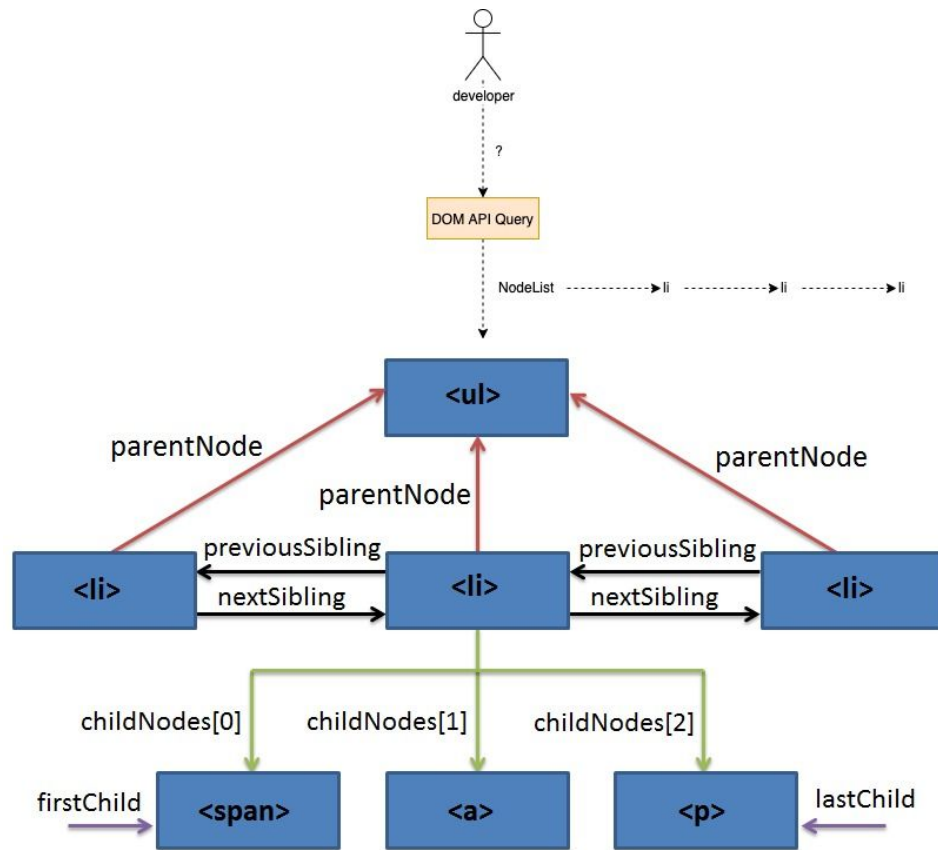 developer
?
DOM API Query
NodeList li li li
<ul>
parentNode
parentNode
parentNode
previousSibling
previousSibling
<li>
<li>
<li>
nextSibling
nextSibling
childNodes[0]
childNodes[1]
childNodes[2]
firstChild
<span>
<a>
<p>
lastChild